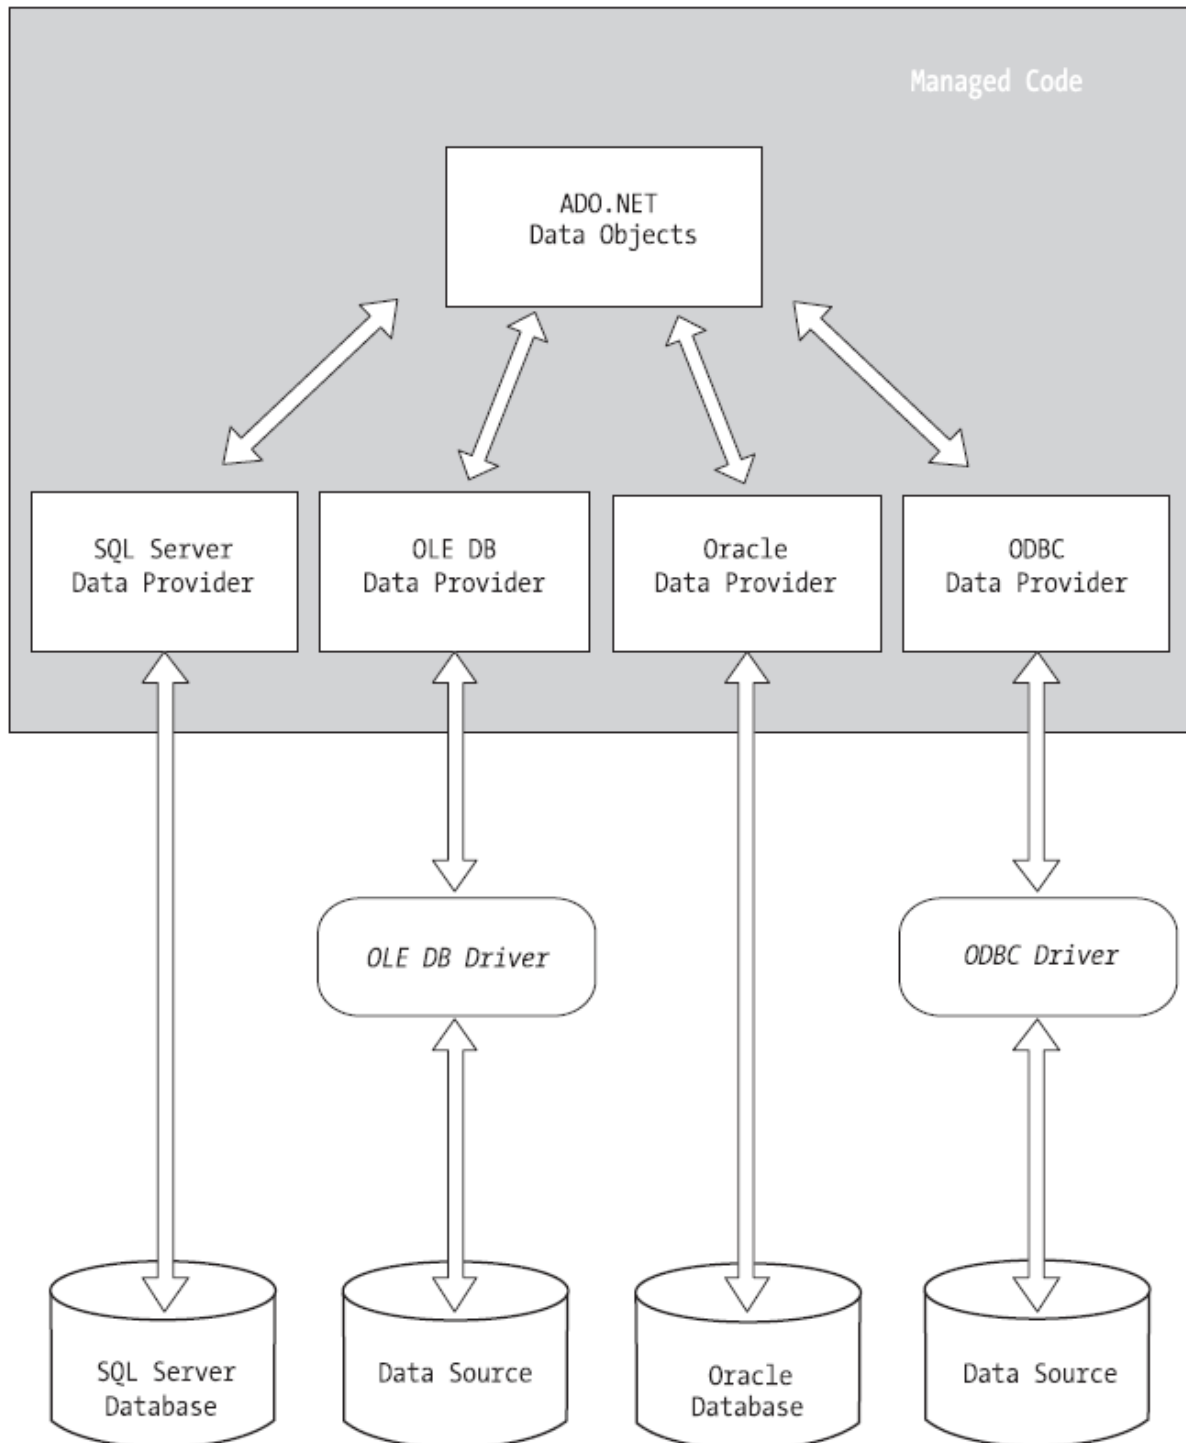 Managed Code
ADO.NET
Data Objects
SQL Server
Data Provider
OLE DB
Data Provider
Oracle
Data Provider
ODBC
Data Provider
OLE DB Driver
ODBC Driver
SQL Server
Database
Data Source
Oracle
Database
Data Source